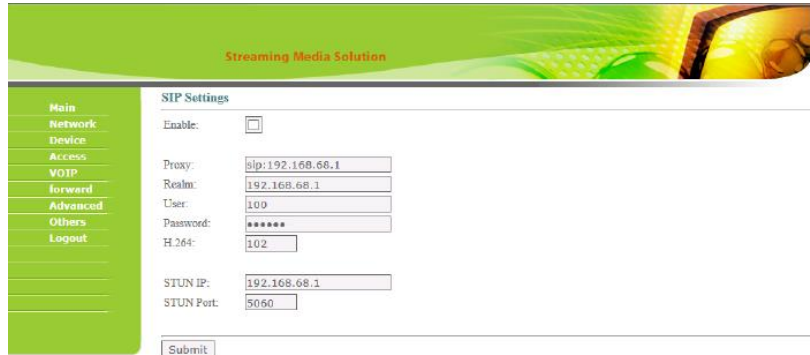 Streaming Media Solution
Main
Network
Device
Access
VOIP
forward
Advanced
Others
Logout
SIP Settings
Enable:
Proxy: sip:192.168.68.1
Realm: 192.168.68.1
User: 100
Password: ••••••
H.264: 102
STUN IP: 192.168.68.1
STUN Port: 5060
Submit